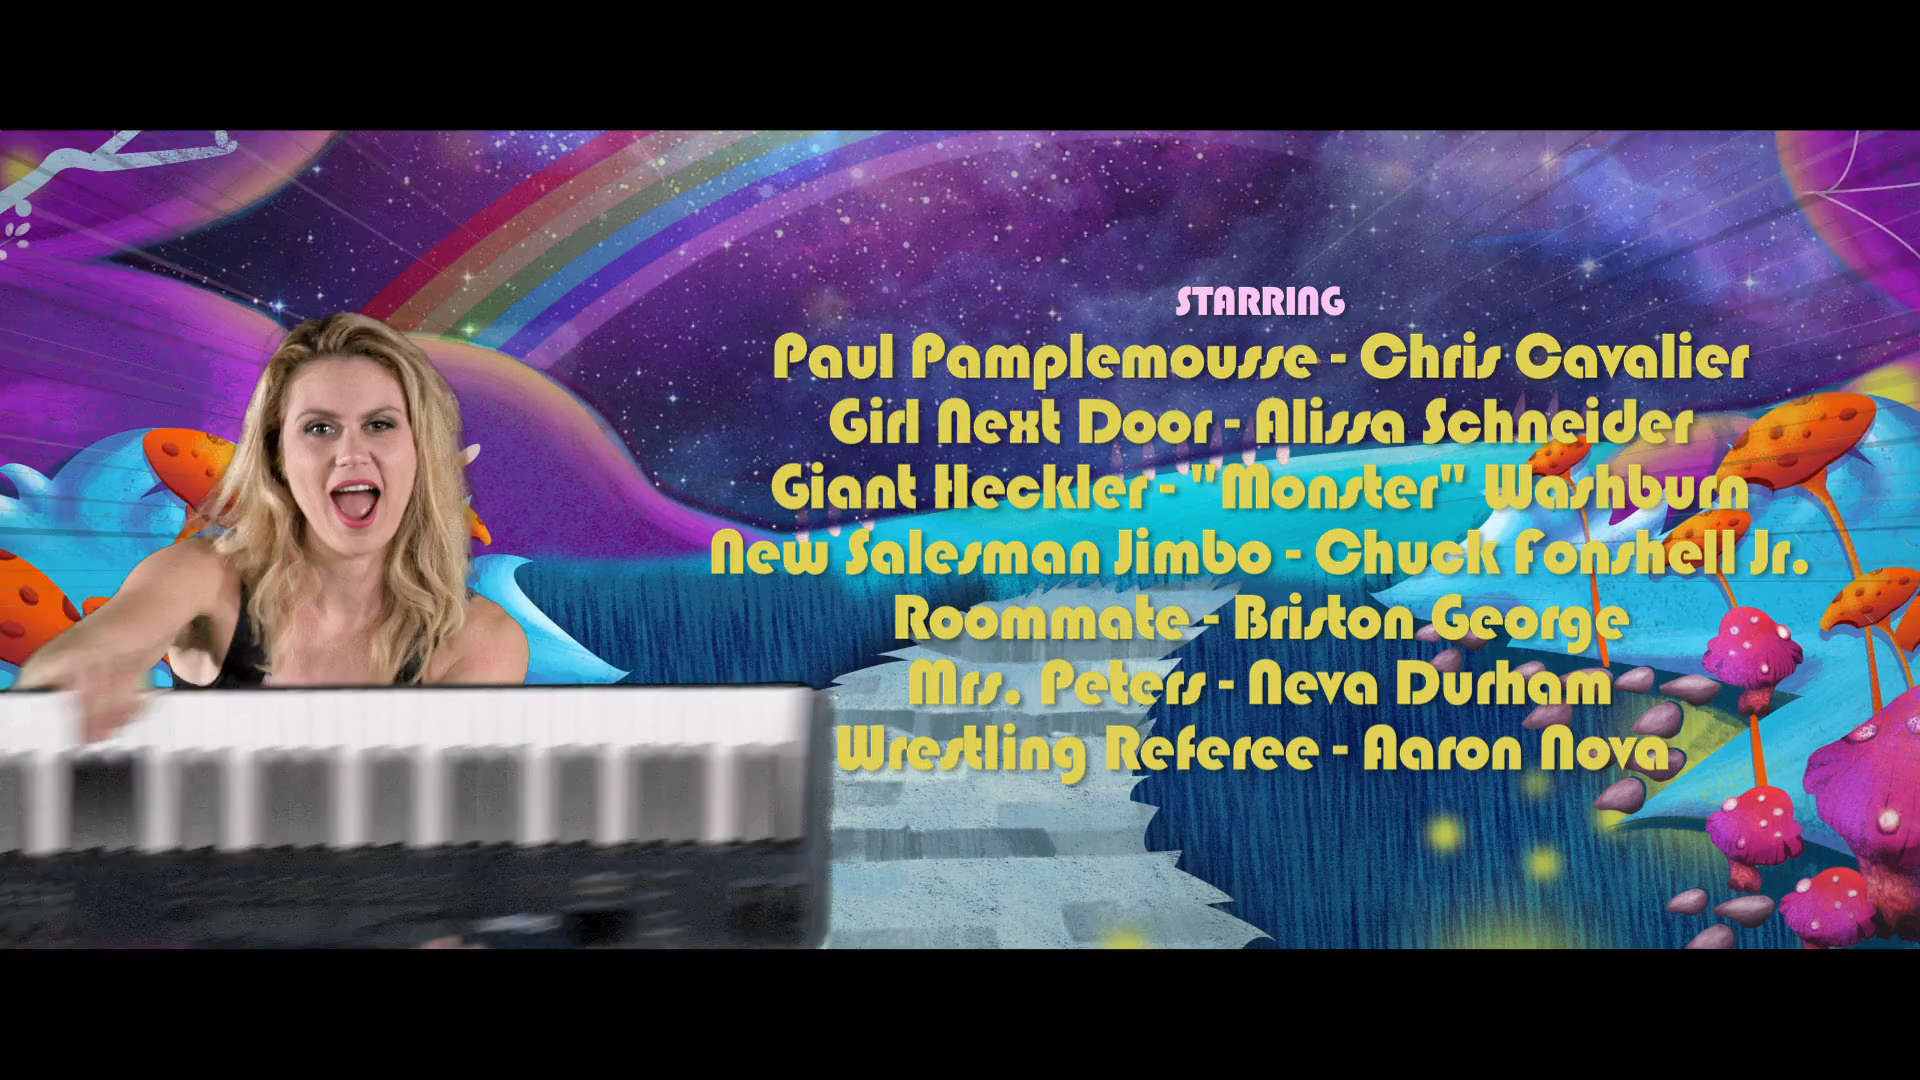 STARRING
Paul Pamplemousse - Chris Cavalier
Girl Next Door - Alissa Schneider
Giant Heckler - "Monster" Washburn
New Salesman Jimbo - Chuck Fonshell Jr.
Roommate - Briston George
Mrs. Peters - Neva Durham
Wrestling Referee - Aaron Nova